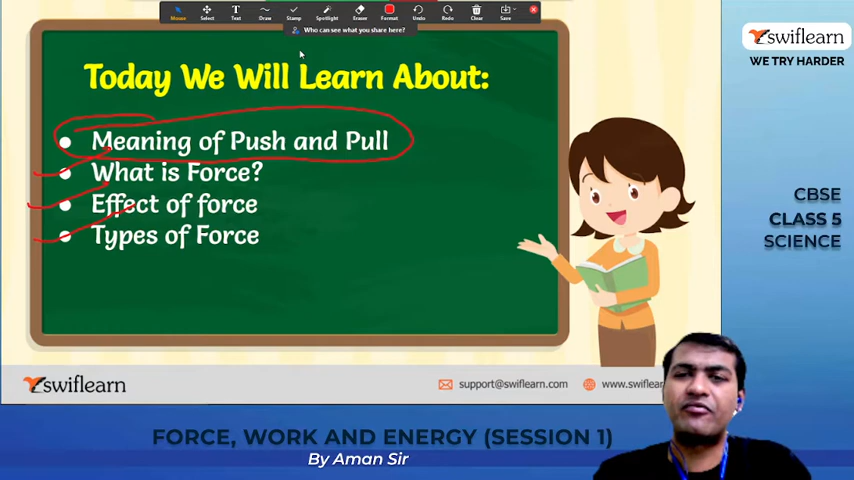 Mouse Select Text Draw Stamp Spotlight Eraser Format Undo Redo Clear Save
Who can see what you share here?
swiflearn
WE TRY HARDER
Today We Will Learn About:
• Meaning of Push and Pull
• What is Force?
• Effect of force
• Types of Force
CBSE
CLASS 5
SCIENCE
swiflearn
support@swiflearn.com
www.swiflear
FORCE, WORK AND ENERGY (SESSION 1)
By Aman Sir